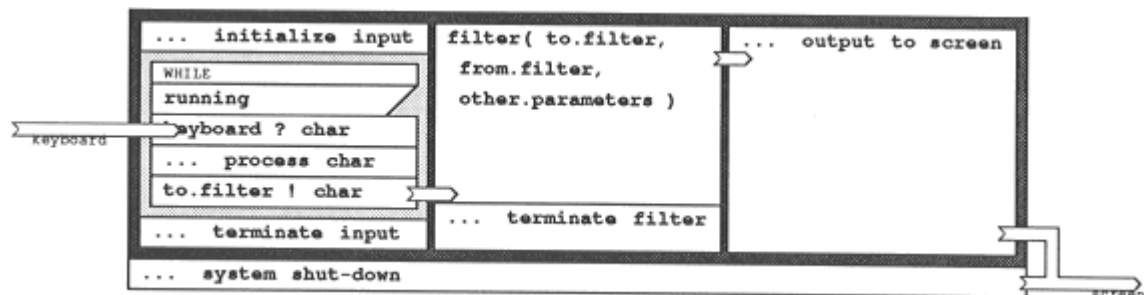 ... initialize input
WHILE
running
keyboard ? char
... process char
to.filter ! char
... terminate input
keyboard
filter( to.filter,
from.filter,
other.parameters )
... terminate filter
... output to screen
... system shut-down
screen